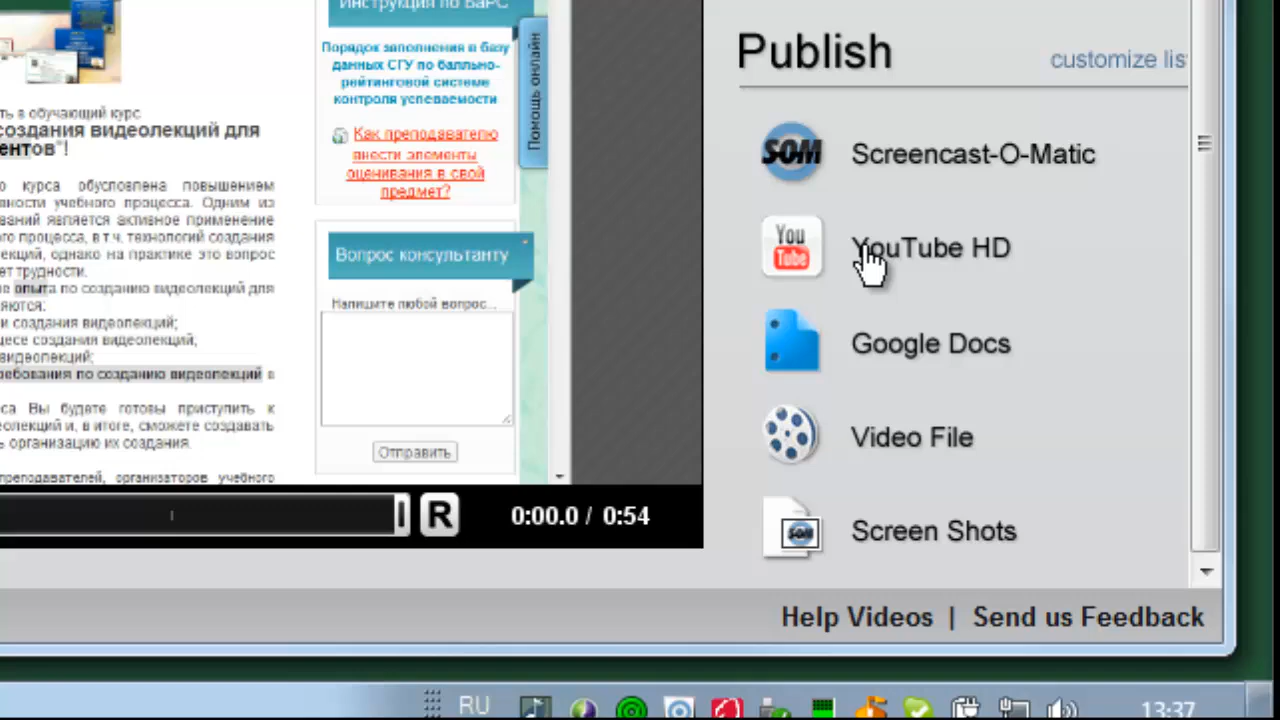 Инструкция по БаРС
Порядок заполнения в базу
данных СГУ по балльно-
рейтинговой системе
контроля успеваемости
Как преподавателю
внести элементы
оценивания в свой
предмет?
Помощь онлайн
ть в обучающий курс
создания видеолекций для
ентов"!
о курса обусловлена повышением
вности учебного процесса. Одним из
ваний является активное применение
ого процесса, в т.ч. технологий создания
екций, однако на практике это вопрос
ет трудности.
ие опыта по созданию видеолекций для
яются:
и создания видеолекций;
цесе создания видеолекций,
видеолекций;
ребования по созданию видеолекций в
са Вы будете готовы приступить к
еолекций и, в итоге, сможете создавать
ь организацию их создания.
преподавателей, организаторов учебного
Вопрос консультанту
Напишите любой вопрос...
Отправить
R
0:00.0 / 0:54
Publish
customize lis
SOM
Screencast-O-Matic
You
Tube
YouTube HD
Google Docs
Video File
SOM
Screen Shots
Help Videos | Send us Feedback
RU
13:37